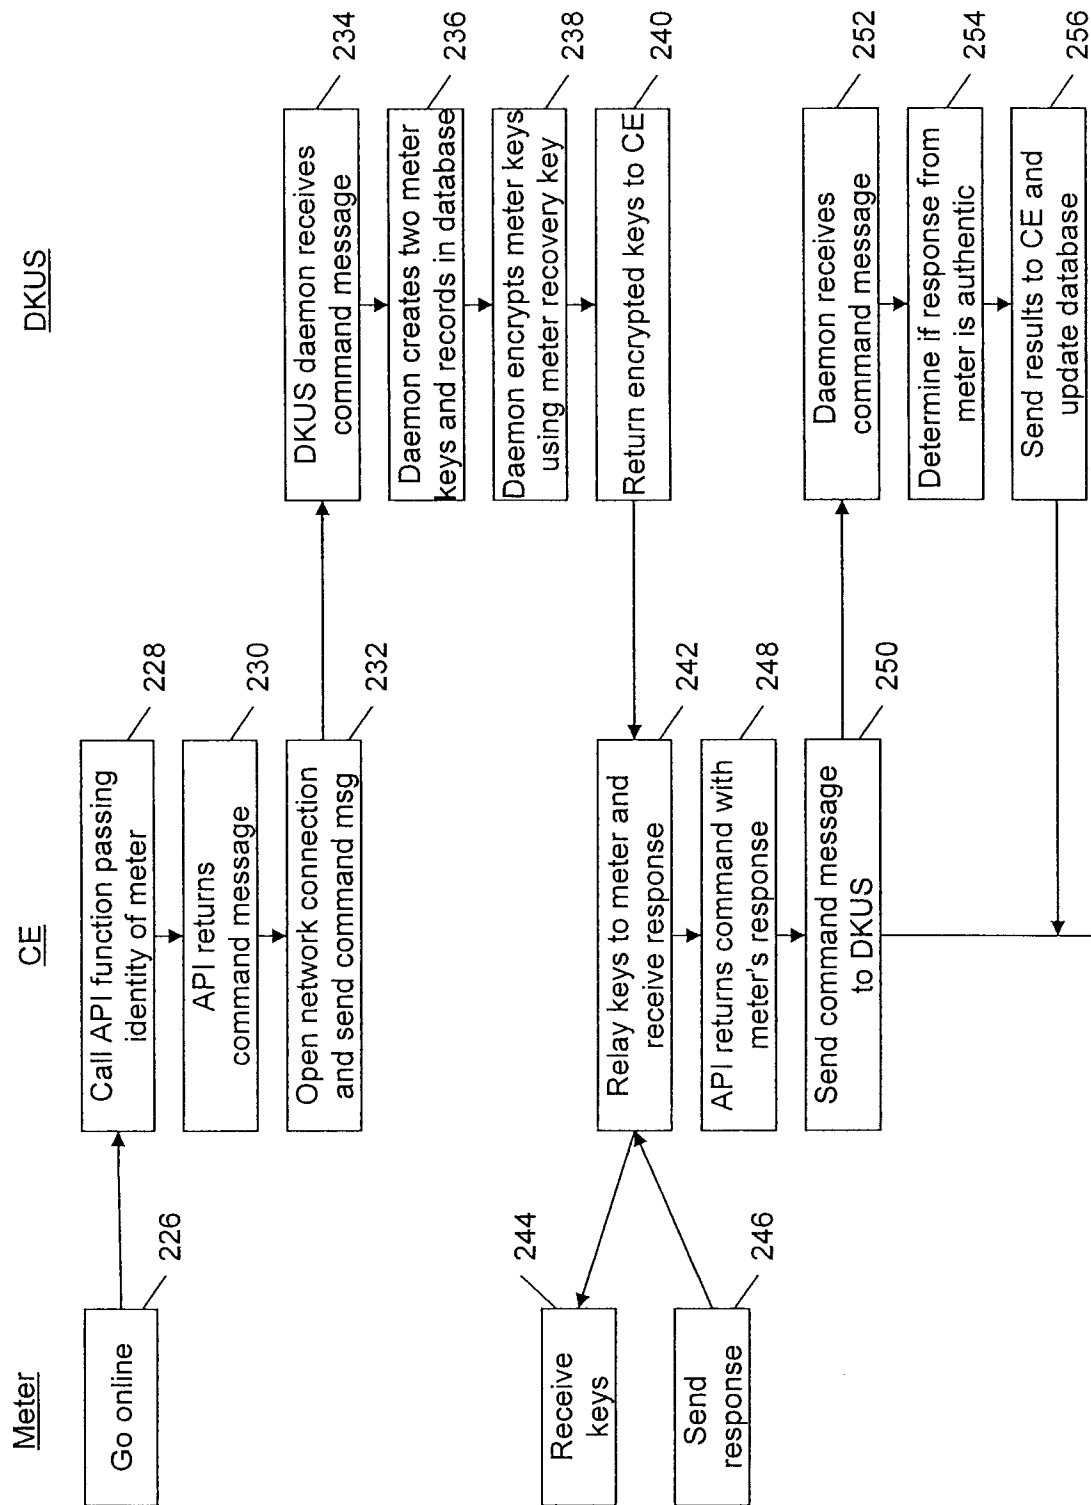 Meter
CE
DKUS
Go online
226
Call API function passing
identity of meter
228
API returns
command message
230
Open network connection
and send command msg
232
DKUS daemon receives
command message
234
Daemon creates two meter
keys and records in database
236
Daemon encrypts meter keys
using meter recovery key
238
Return encrypted keys to CE
240
Relay keys to meter and
receive response
242
Receive
keys
244
Send
response
246
API returns command with
meter's response
248
Send command message
to DKUS
250
Daemon receives
command message
252
Determine if response from
meter is authentic
254
Send results to CE and
update database
256